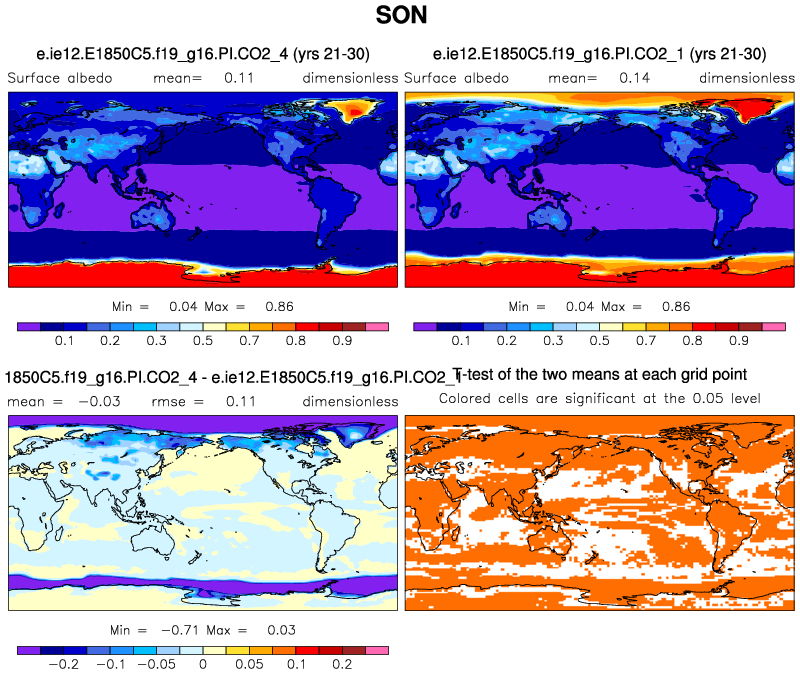 SON
e.ie12.E1850C5.f19_g16.PI.CO2_4 (yrs 21-30)
Surface albedo mean= 0.11 dimensionless
Min = 0.04 Max = 0.86
0.1 0.2 0.3 0.4 0.5 0.6 0.7 0.8 0.9
e.ie12.E1850C5.f19_g16.PI.CO2_1 (yrs 21-30)
Surface albedo mean= 0.14 dimensionless
Min = 0.04 Max = 0.86
0.1 0.2 0.3 0.4 0.5 0.7 0.8 0.9
1850C5.f19_g16.PI.CO2_4 - e.ie12.E1850C5.f19_g16.PI.CO2_1
mean = −0.03 rmse = 0.11 dimensionless
Min = −0.71 Max = 0.03
−0.2 −0.1 −0.05 0 0.05 0.1 0.2
T-test of the two means at each grid point
Colored cells are significant at the 0.05 level